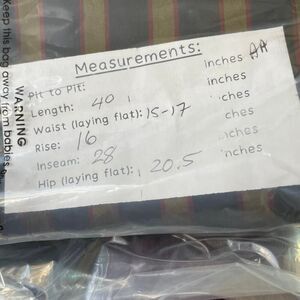 Keep this bag away from babies
WARNING
Measurements:
Pit to Pit: inches AA
Length: 40 inches
Waist (laying flat): 15-17 inches
Rise: 16 inches
Inseam: 28 inches
Hip (laying flat): 20.5 inches